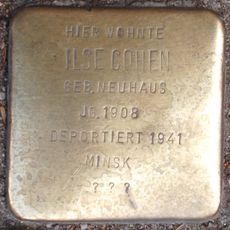 HIER WOHNTE
ILSE COHEN
GEB. NEUHAUS
JG. 1908
DEPORTIERT 1941
MINSK
? ? ?